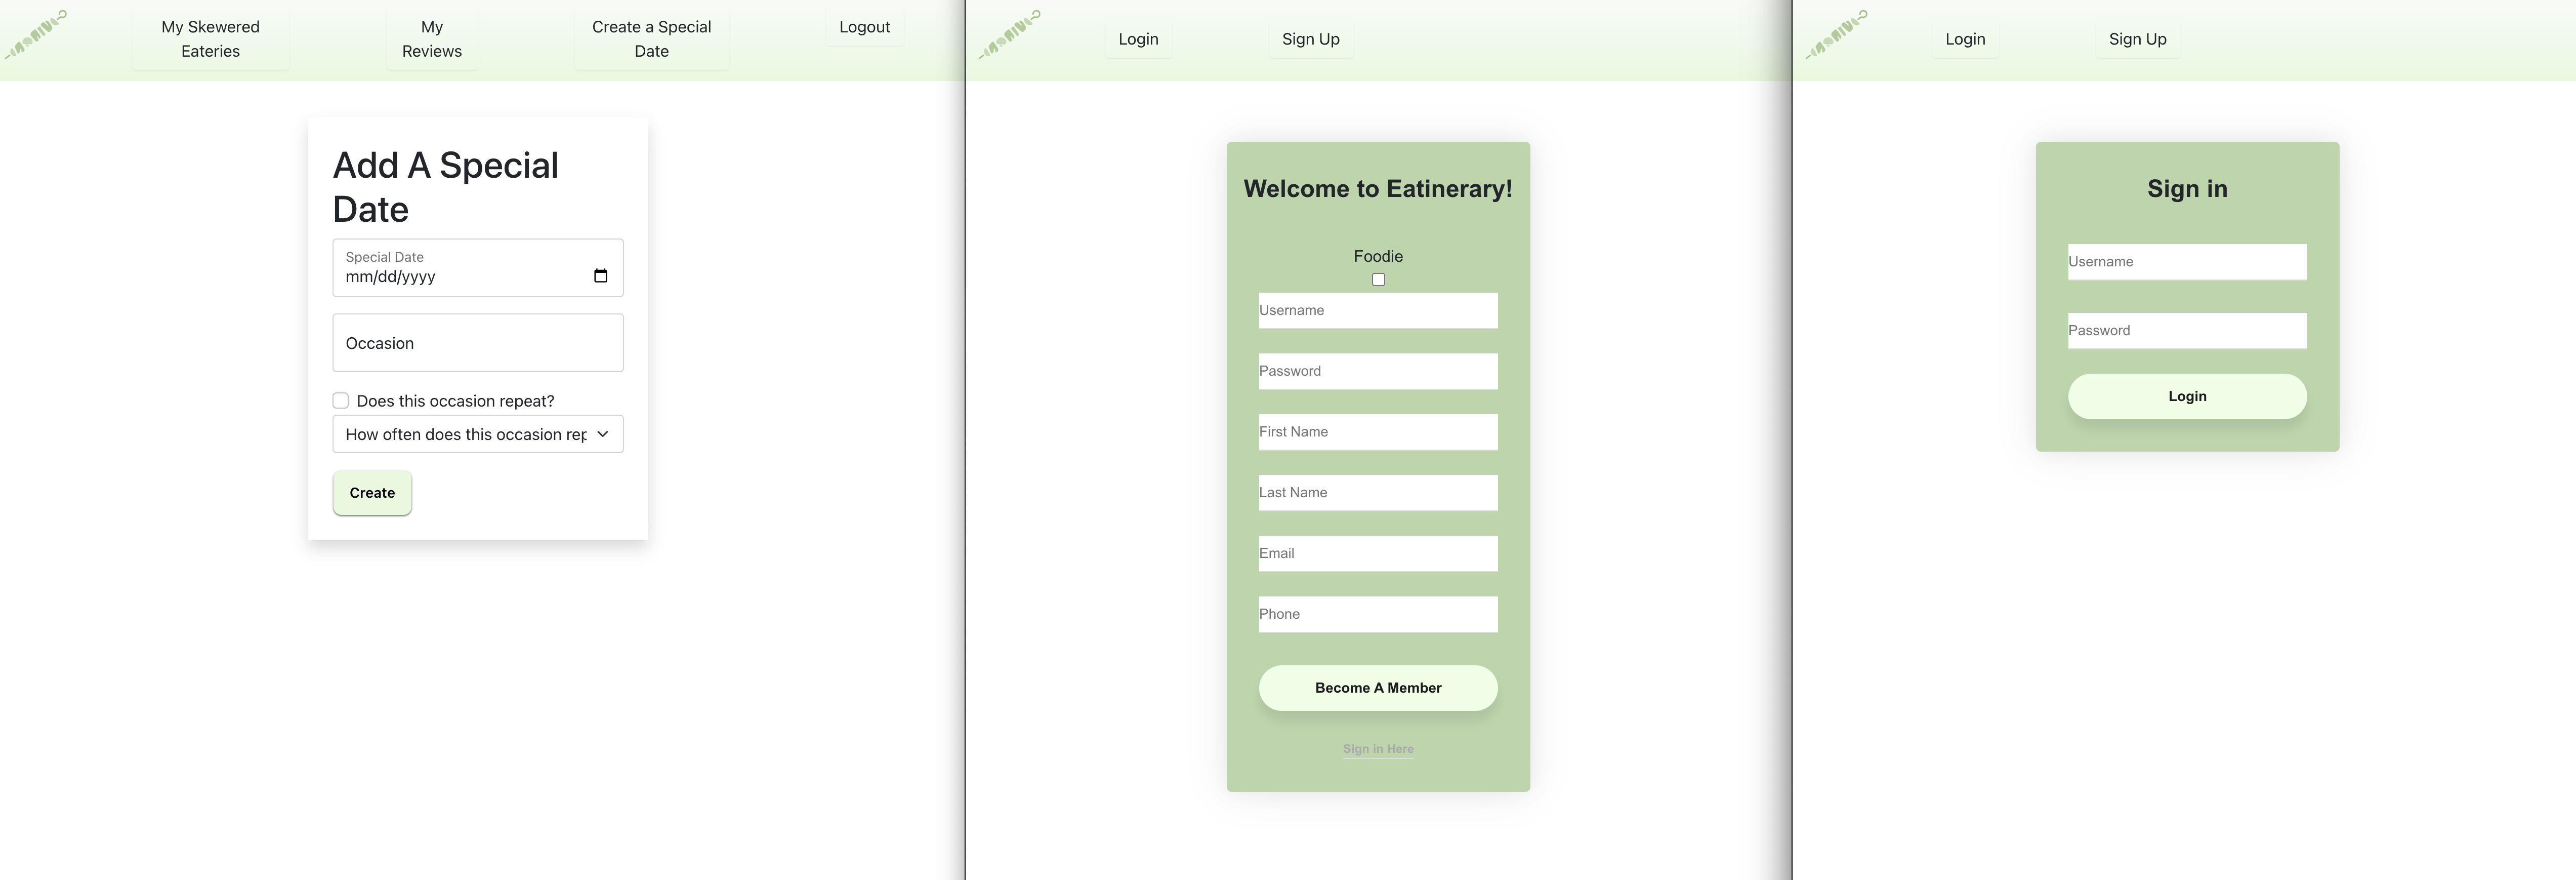 My Skewered
Eateries
My
Reviews
Create a Special
Date
Logout
Add A Special
Date
Special Date
mm/dd/yyyy
Occasion
Does this occasion repeat?
How often does this occasion rep
Create
Login
Sign Up
Welcome to Eatinerary!
Foodie
Username
Password
First Name
Last Name
Email
Phone
Become A Member
Sign in Here
Login
Sign Up
Sign in
Username
Password
Login